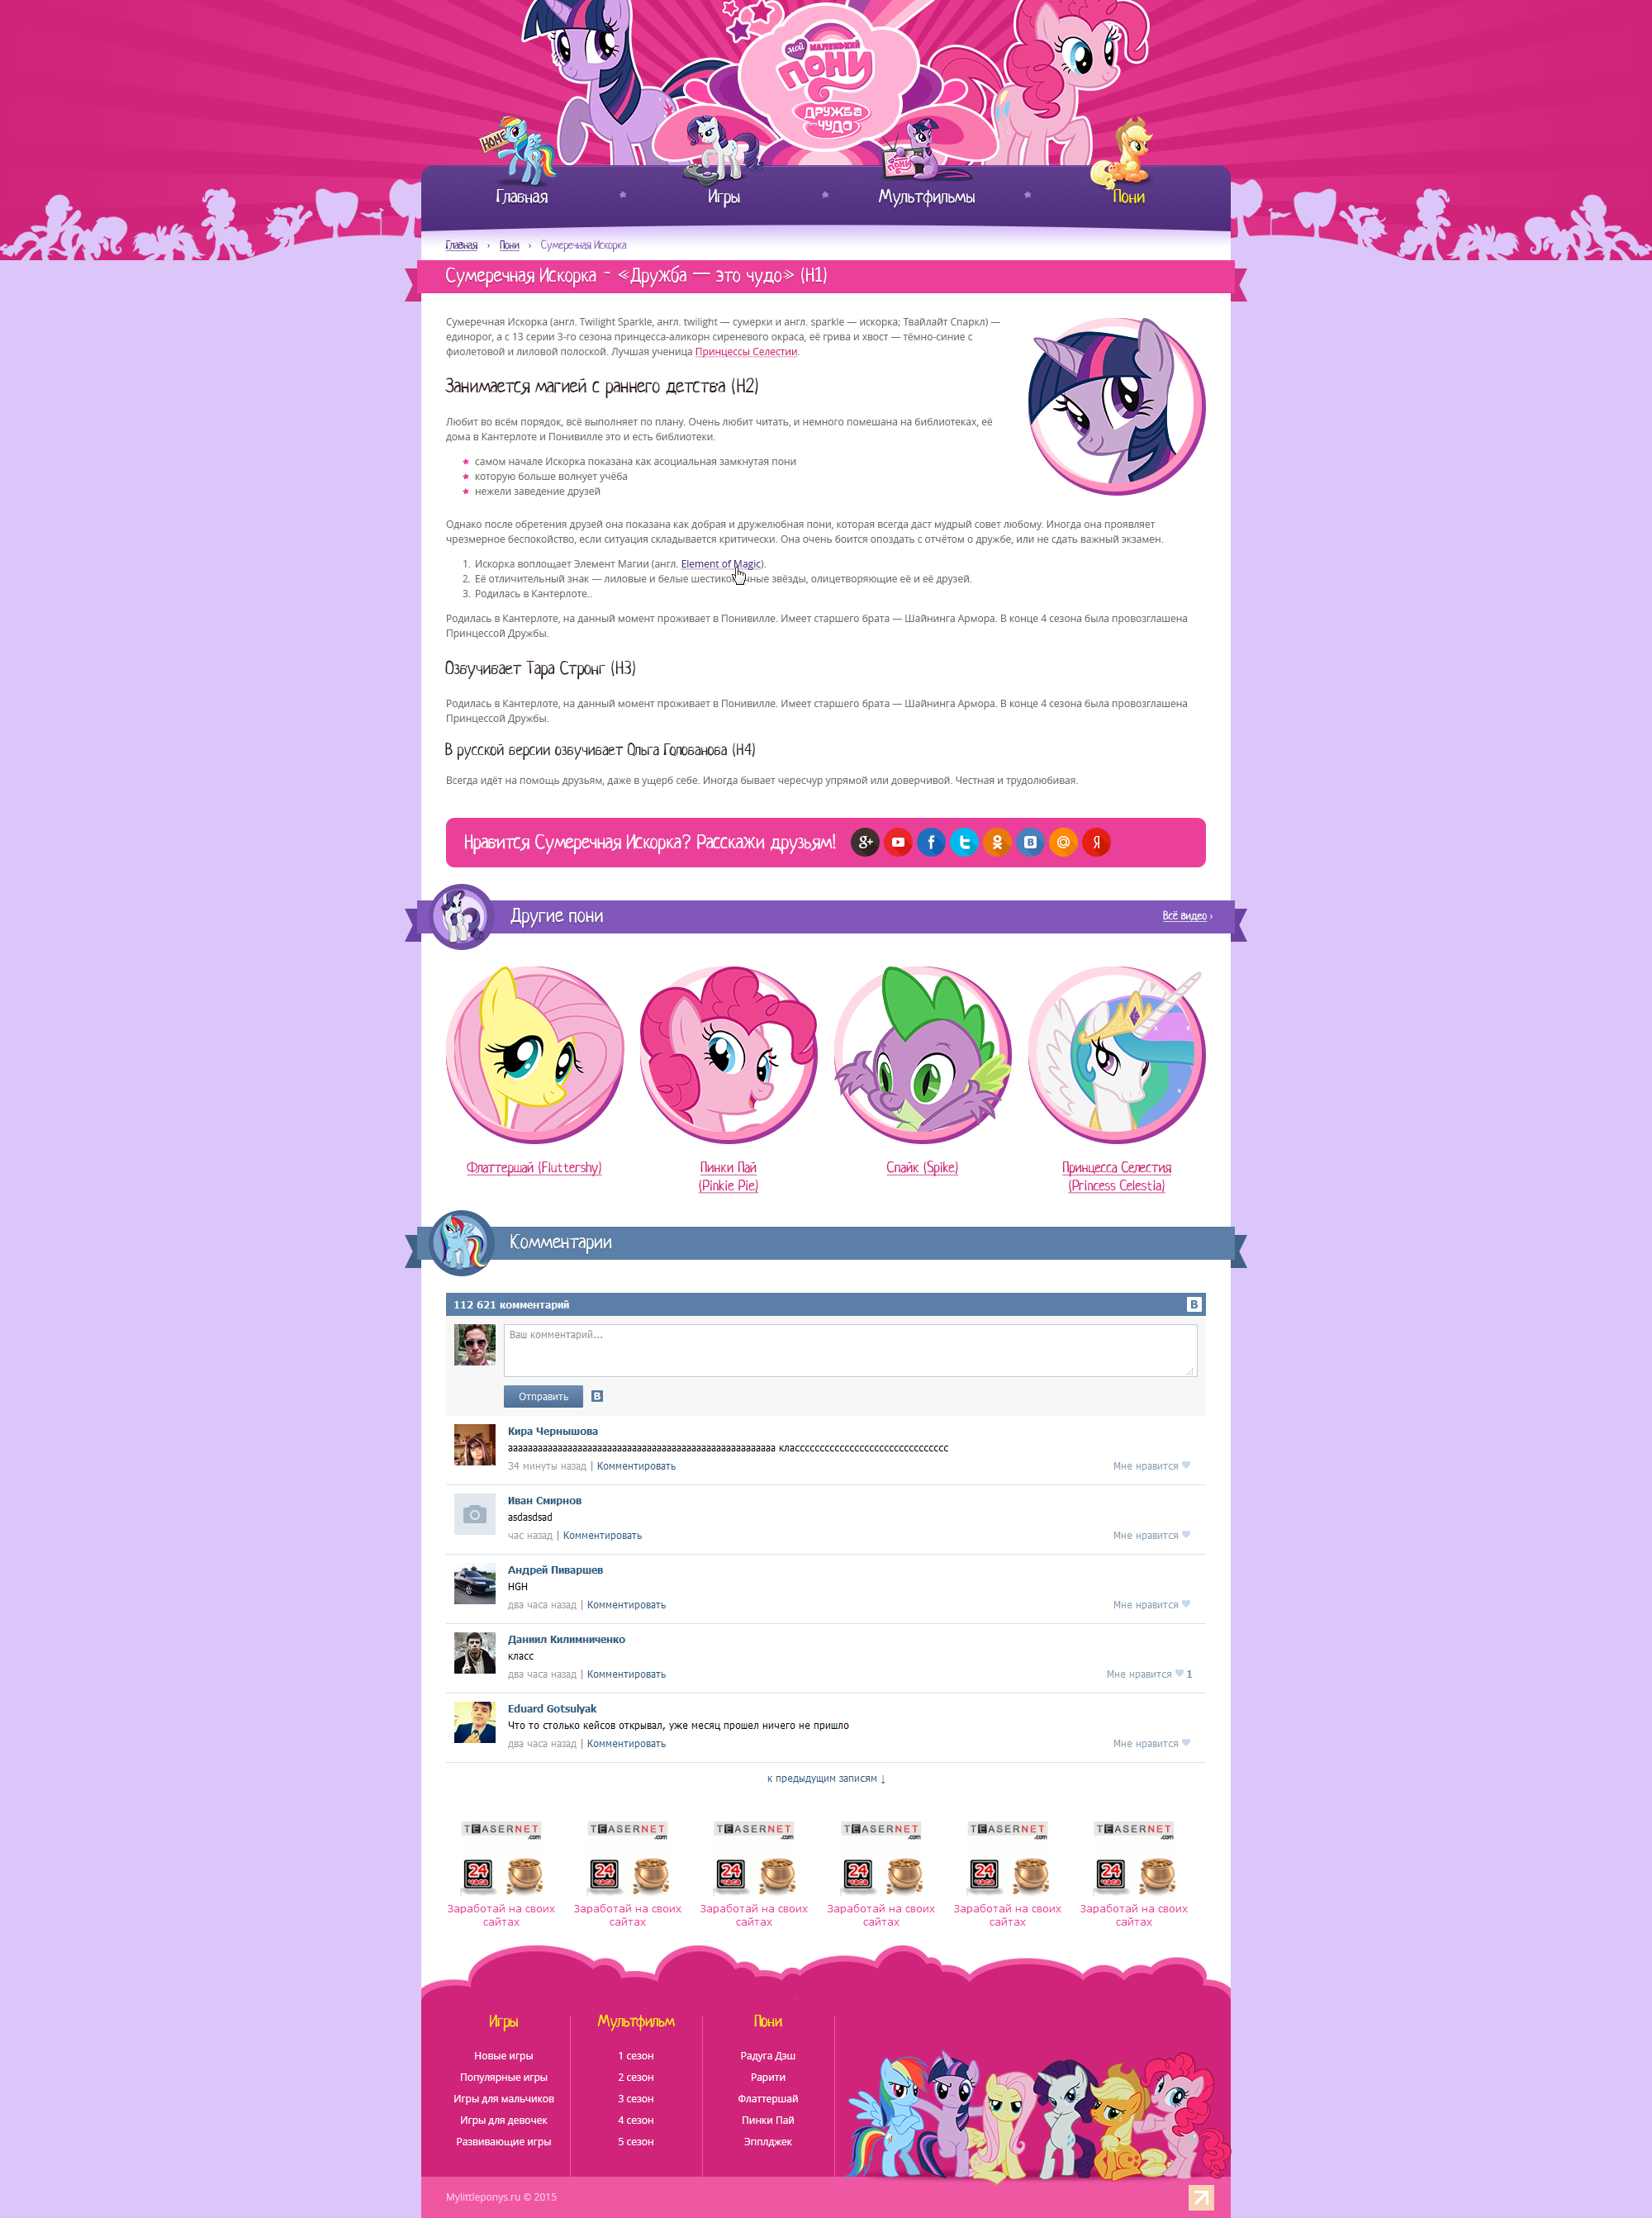 мой маленький
пони
дружба
чудо
HOME
пони
Главная
Игры
Мультфильмы
Пони
Главная › Пони › Сумеречная Искорка
Сумеречная Искорка - «Дружба — это чудо» (H1)
Сумеречная Искорка (англ. Twilight Sparkle, англ. twilight — сумерки и англ. sparkle — искорка; Твайлайт Спаркл) —
единорог, а с 13 серии 3-го сезона принцесса-аликорн сиреневого окраса, её грива и хвост — тёмно-синие с
фиолетовой и лиловой полоской. Лучшая ученица Принцессы Селестии.
Занимается магией с раннего детства (H2)
Любит во всём порядок, всё выполняет по плану. Очень любит читать, и немного помешана на библиотеках, её
дома в Кантерлоте и Понивилле это и есть библиотеки.
самом начале Искорка показана как асоциальная замкнутая пони
которую больше волнует учёба
нежели заведение друзей
Однако после обретения друзей она показана как добрая и дружелюбная пони, которая всегда даст мудрый совет любому. Иногда она проявляет
чрезмерное беспокойство, если ситуация складывается критически. Она очень боится опоздать с отчётом о дружбе, или не сдать важный экзамен.
1. Искорка воплощает Элемент Магии (англ. Element of Magic).
2. Её отличительный знак — лиловые и белые шестиконечные звёзды, олицетворяющие её и её друзей.
3. Родилась в Кантерлоте..
Родилась в Кантерлоте, на данный момент проживает в Понивилле. Имеет старшего брата — Шайнинга Армора. В конце 4 сезона была провозглашена
Принцессой Дружбы.
Озвучивает Тара Стронг (H3)
Родилась в Кантерлоте, на данный момент проживает в Понивилле. Имеет старшего брата — Шайнинга Армора. В конце 4 сезона была провозглашена
Принцессой Дружбы.
В русской версии озвучивает Ольга Голованова (H4)
Всегда идёт на помощь друзьям, даже в ущерб себе. Иногда бывает чересчур упрямой или доверчивой. Честная и трудолюбивая.
Нравится Сумеречная Искорка? Расскажи друзьям!
Другие пони
Всё видео ›
Флаттершай (Fluttershy)
Пинки Пай
(Pinkie Pie)
Спайк (Spike)
Принцесса Селестия
(Princess Celestia)
Комментарии
112 621 комментарий
B
Ваш комментарий...
Отправить
B
Кира Чернышова
аааааааааааааааааааааааааааааааааааааааааааааааааааааа классссссссссссссссссссссссссссссс
34 минуты назад | Комментировать
Мне нравится
Иван Смирнов
asdasdsad
час назад | Комментировать
Мне нравится
Андрей Пиваршев
HGH
два часа назад | Комментировать
Мне нравится
Даниил Килимниченко
класс
два часа назад | Комментировать
Мне нравится 1
Eduard Gotsulyak
Что то столько кейсов открывал, уже месяц прошел ничего не пришло
два часа назад | Комментировать
Мне нравится
к предыдущим записям ↓
TEASERNET.com
TEASERNET.com
TEASERNET.com
TEASERNET.com
TEASERNET.com
TEASERNET.com
24 часа
24 часа
24 часа
24 часа
24 часа
24 часа
Заработай на своих
сайтах
Заработай на своих
сайтах
Заработай на своих
сайтах
Заработай на своих
сайтах
Заработай на своих
сайтах
Заработай на своих
сайтах
Игры
Новые игры
Популярные игры
Игры для мальчиков
Игры для девочек
Развивающие игры
Мультфильм
1 сезон
2 сезон
3 сезон
4 сезон
5 сезон
Пони
Радуга Дэш
Рарити
Флаттершай
Пинки Пай
Эпплджек
Mylittleponys.ru © 2015